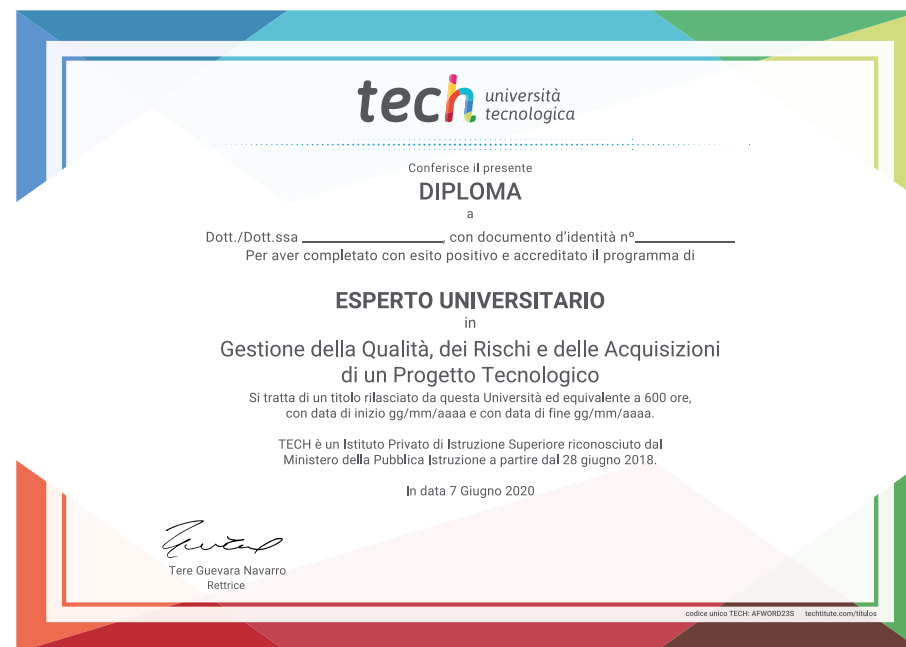 tech università
tecnologica
Conferisce il presente
DIPLOMA
a
Dott./Dott.ssa ________________, con documento d'identità nº____________
Per aver completato con esito positivo e accreditato il programma di
ESPERTO UNIVERSITARIO
in
Gestione della Qualità, dei Rischi e delle Acquisizioni
di un Progetto Tecnologico
Si tratta di un titolo rilasciato da questa Università ed equivalente a 600 ore,
con data di inizio gg/mm/aaaa e con data di fine gg/mm/aaaa.
TECH è un Istituto Privato di Istruzione Superiore riconosciuto dal
Ministero della Pubblica Istruzione a partire dal 28 giugno 2018.
In data 7 Giugno 2020
Tere Guevara Navarro
Rettrice
codice unico TECH: AFWORD23S techtitute.com/titulos